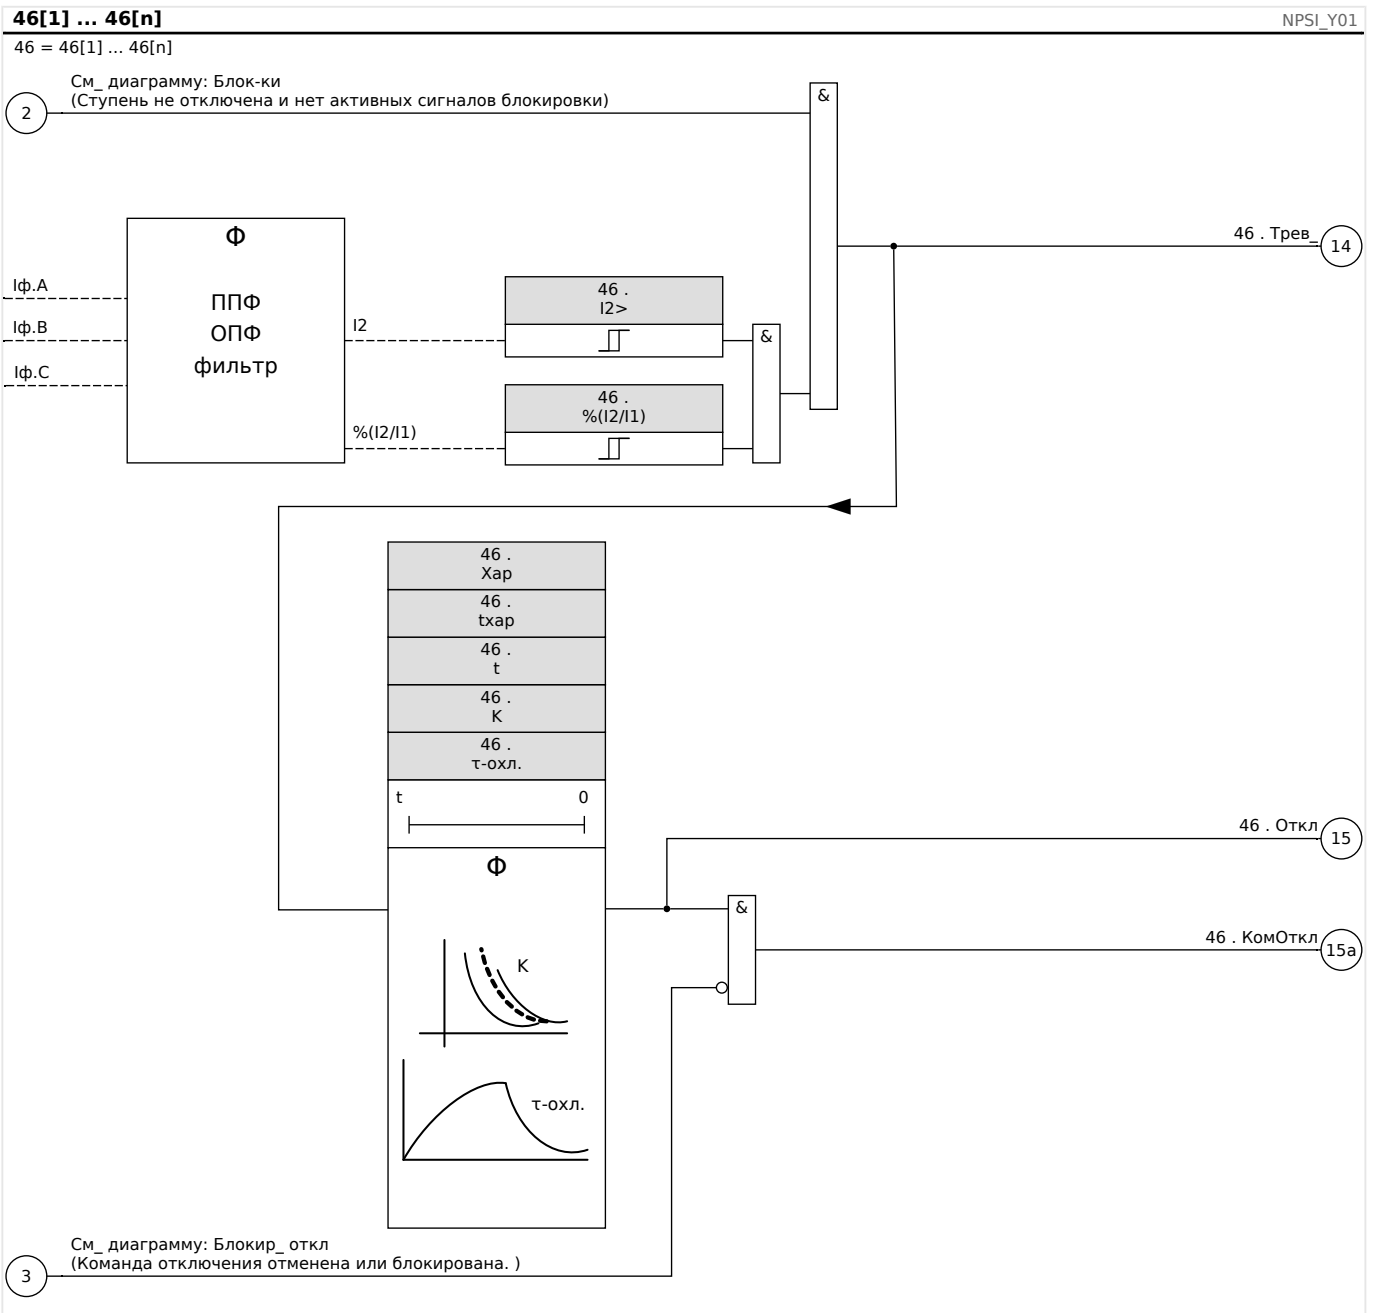 46[1] ... 46[n]
NPSI_Y01
46 = 46[1] ... 46[n]
См_ диаграмму: Блок-ки
(Ступень не отключена и нет активных сигналов блокировки)
2
&
Ф
ППФ
ОПФ
фильтр
Iф.A
Iф.B
Iф.C
I2
%(I2/I1)
46 .
I2>
46 .
%(I2/I1)
&
46 . Трев_
14
46 .
Хар
46 .
tхар
46 .
t
46 .
K
46 .
τ-охл.
t
0
Ф
K
τ-охл.
46 . Откл
15
&
46 . КомОткл
15a
См_ диаграмму: Блокир_ откл
(Команда отключения отменена или блокирована. )
3